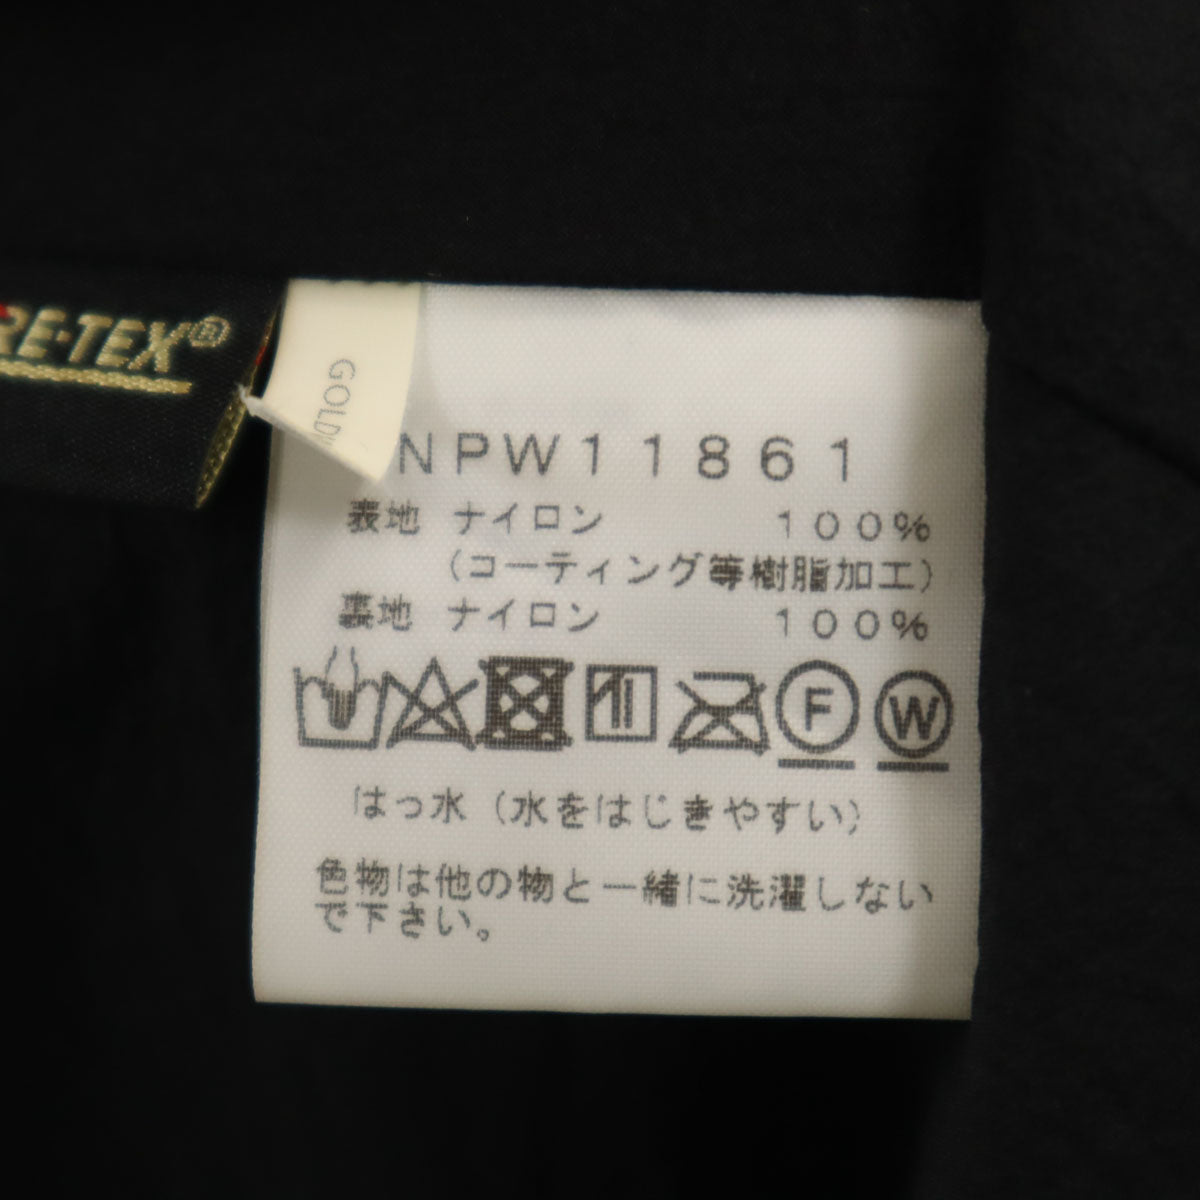 RE-TEX®
GOLD
NPW11861
表地 ナイロン 100%
(コーティング等樹脂加工)
裏地 ナイロン 100%
F W
はっ水(水をはじきやすい)
色物は他の物と一緒に洗濯しない
で下さい。